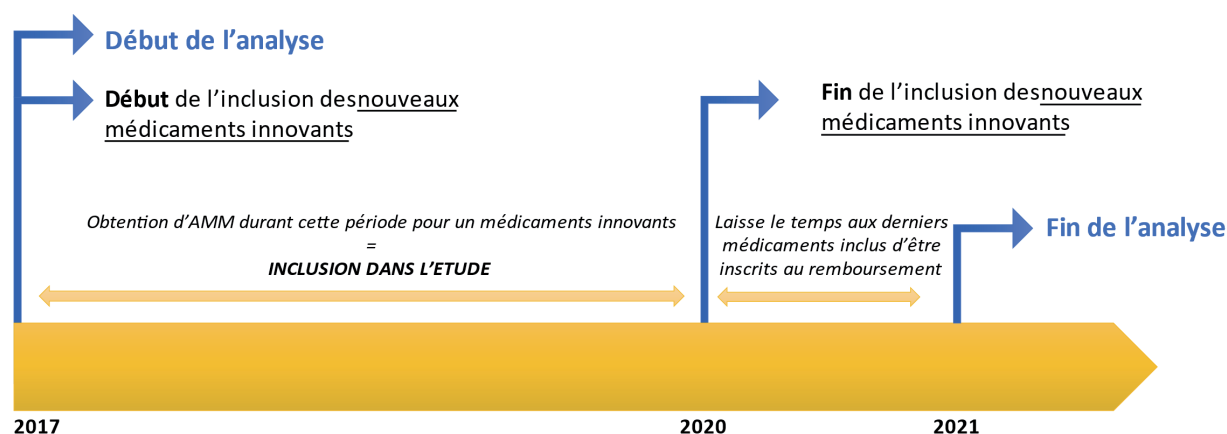 Début de l’analyse
Début de l’inclusion desnouveaux
médicaments innovants
Fin de l’inclusion desnouveaux
médicaments innovants
Obtention d’AMM durant cette période pour un médicaments innovants
=
INCLUSION DANS L’ETUDE
Laisse le temps aux derniers
médicaments inclus d’être
inscrits au remboursement
Fin de l’analyse
2017
2020
2021